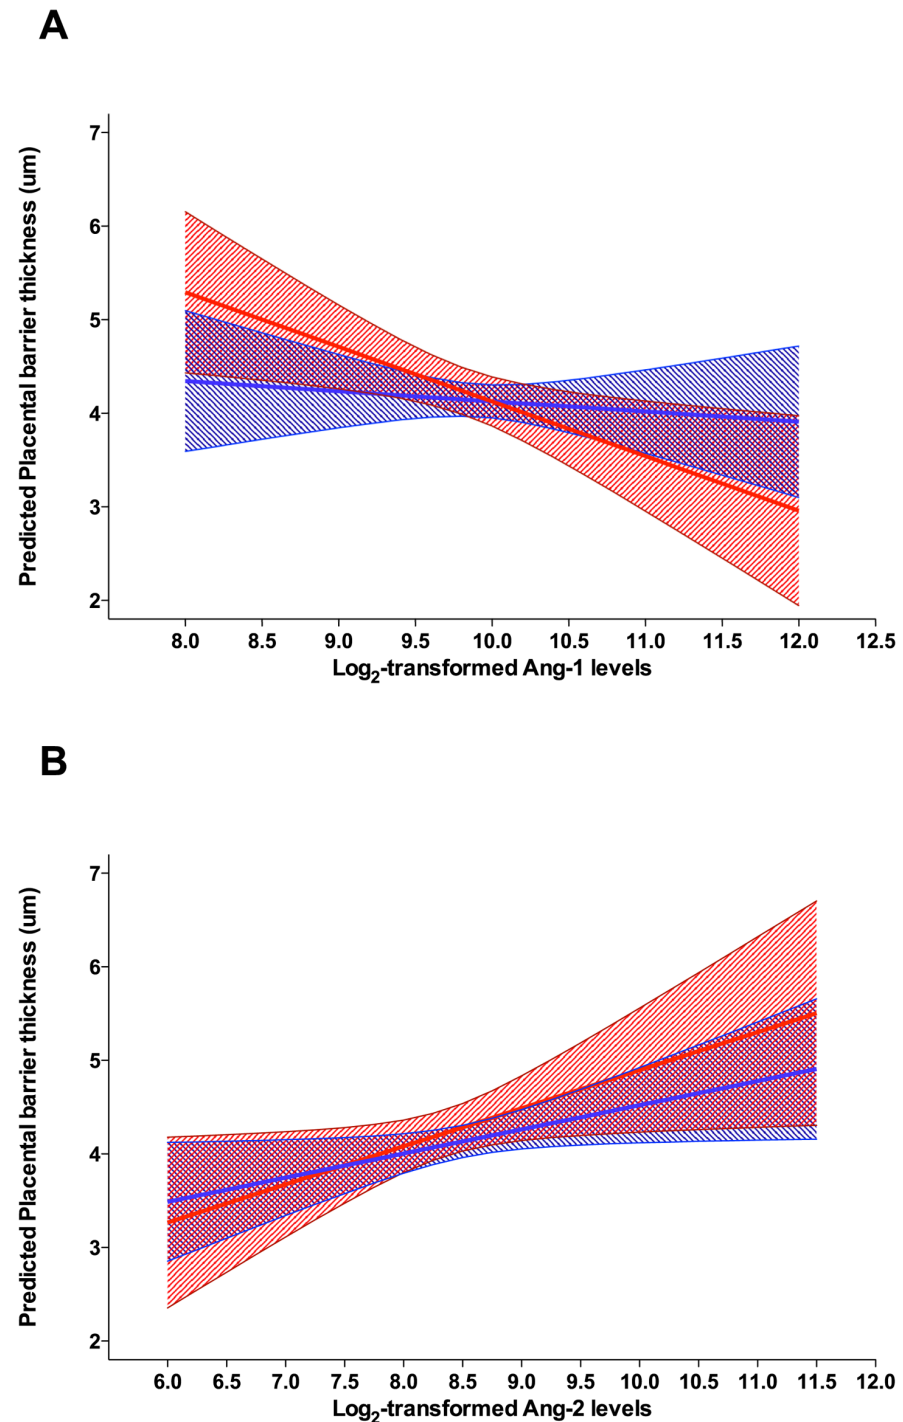 A
Predicted Placental barrier thickness (um)
7
6
5
4
3
2
8.0 8.5 9.0 9.5 10.0 10.5 11.0 11.5 12.0 12.5
Log2-transformed Ang-1 levels
B
Predicted Placental barrier thickness (um)
7
6
5
4
3
2
6.0 6.5 7.0 7.5 8.0 8.5 9.0 9.5 10.0 10.5 11.0 11.5 12.0
Log2-transformed Ang-2 levels